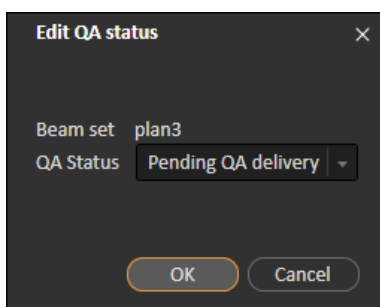 Edit QA status
Beam set plan3
QA Status Pending QA delivery
OK Cancel